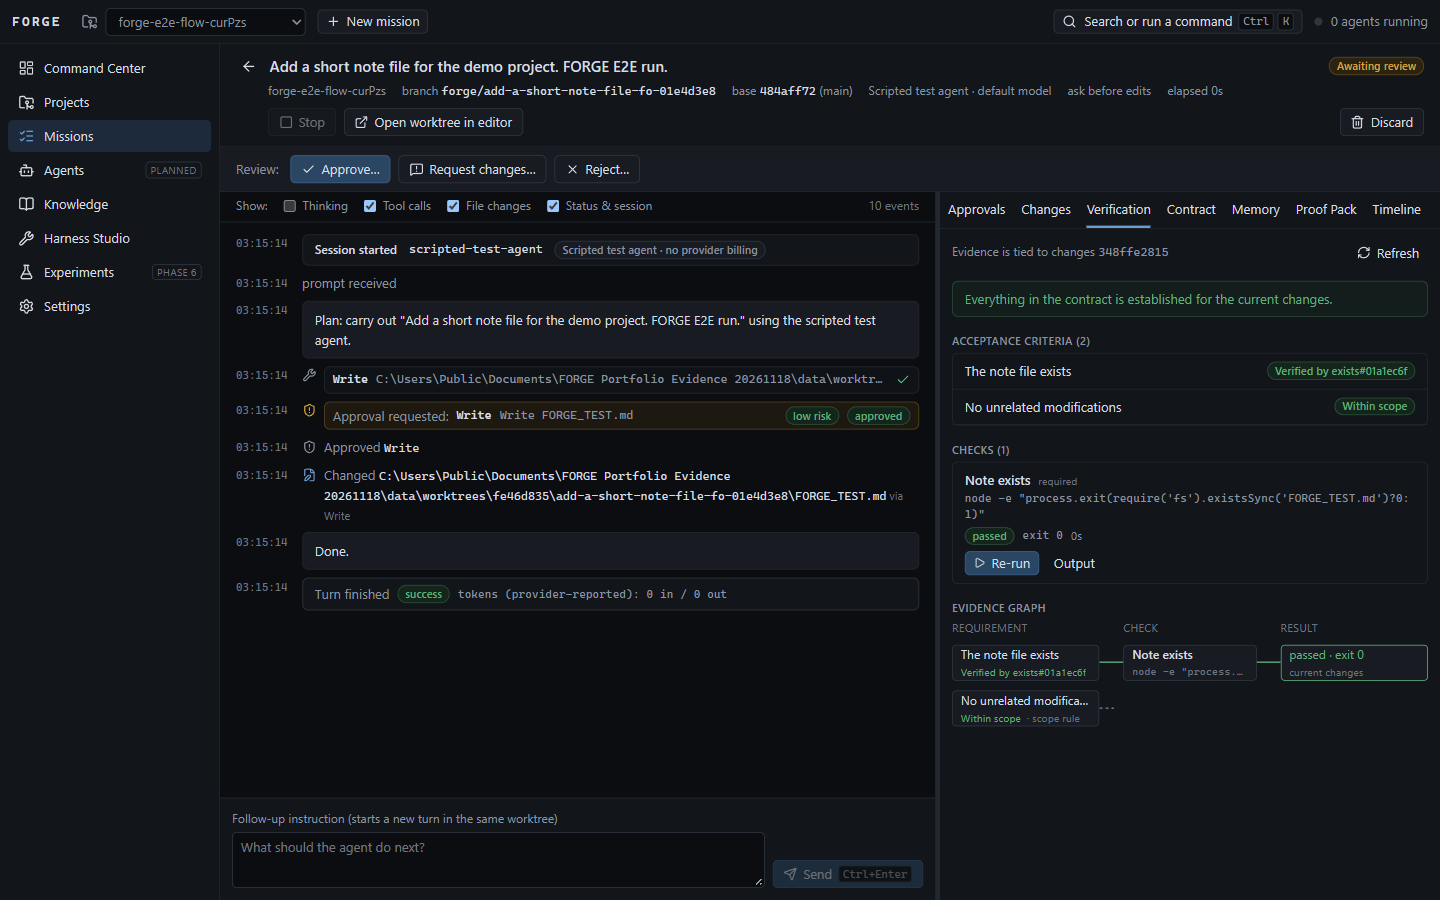 FORGE
forge-e2e-flow-curPzs
New mission
Search or run a command Ctrl K
0 agents running
Command Center
Projects
Missions
Agents PLANNED
Knowledge
Harness Studio
Experiments PHASE 6
Settings
Add a short note file for the demo project. FORGE E2E run.
Awaiting review
forge-e2e-flow-curPzs branch forge/add-a-short-note-file-fo-01e4d3e8 base 484aff72 (main) Scripted test agent · default model ask before edits elapsed 0s
Stop
Open worktree in editor
Discard
Review: Approve... Request changes... Reject...
Show: Thinking Tool calls File changes Status & session 10 events
03:15:14 Session started scripted-test-agent Scripted test agent · no provider billing
03:15:14 prompt received
03:15:14 Plan: carry out "Add a short note file for the demo project. FORGE E2E run." using the scripted test
agent.
03:15:14 Write C:\Users\Public\Documents\FORGE Portfolio Evidence 20261118\data\worktr…
03:15:14 Approval requested: Write Write FORGE_TEST.md low risk approved
03:15:14 Approved Write
03:15:14 Changed C:\Users\Public\Documents\FORGE Portfolio Evidence
20261118\data\worktrees\fe46d835\add-a-short-note-file-fo-01e4d3e8\FORGE_TEST.md via
Write
03:15:14 Done.
03:15:14 Turn finished success tokens (provider-reported): 0 in / 0 out
Follow-up instruction (starts a new turn in the same worktree)
What should the agent do next?
Send Ctrl+Enter
Approvals Changes Verification Contract Memory Proof Pack Timeline
Evidence is tied to changes 348ffe2815
Refresh
Everything in the contract is established for the current changes.
ACCEPTANCE CRITERIA (2)
The note file exists Verified by exists#01a1ec6f
No unrelated modifications Within scope
CHECKS (1)
Note exists required
node -e "process.exit(require('fs').existsSync('FORGE_TEST.md')?0:
1)"
passed exit 0 0s
Re-run Output
EVIDENCE GRAPH
REQUIREMENT CHECK RESULT
The note file exists Note exists passed · exit 0
Verified by exists#01a1ec6f node -e "process.… current changes
No unrelated modifica...
Within scope · scope rule